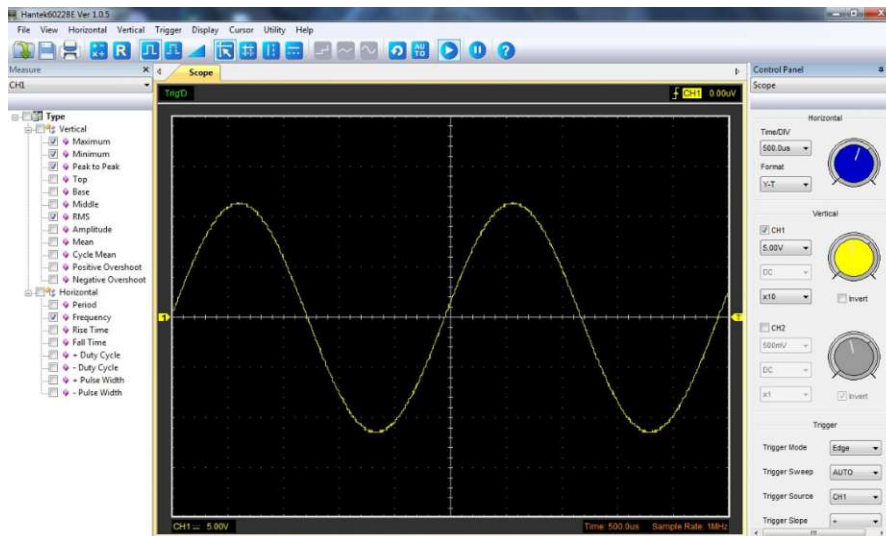 Hantek6022BE Ver 1.0.5
File View Horizontal Vertical Trigger Display Cursor Utility Help
R AU TO ?
Measure
CH1
Type
Vertical
Maximum
Minimum
Peak to Peak
Top
Base
Middle
RMS
Amplitude
Mean
Cycle Mean
Positive Overshoot
Negative Overshoot
Horizontal
Period
Frequency
Rise Time
Fall Time
+ Duty Cycle
- Duty Cycle
+ Pulse Width
- Pulse Width
Scope
Trig'D CH1 0.00uV
1 T
CH1 5.00V Time: 500.0us Sample Rate: 1MHz
Control Panel
Scope
Horizontal
Time/DIV
500.0us
Format
Y-T
Vertical
CH1
5.00V
DC
x10 Invert
CH2
500mV
DC
x1 Invert
Trigger
Trigger Mode Edge
Trigger Sweep AUTO
Trigger Source CH1
Trigger Slope +